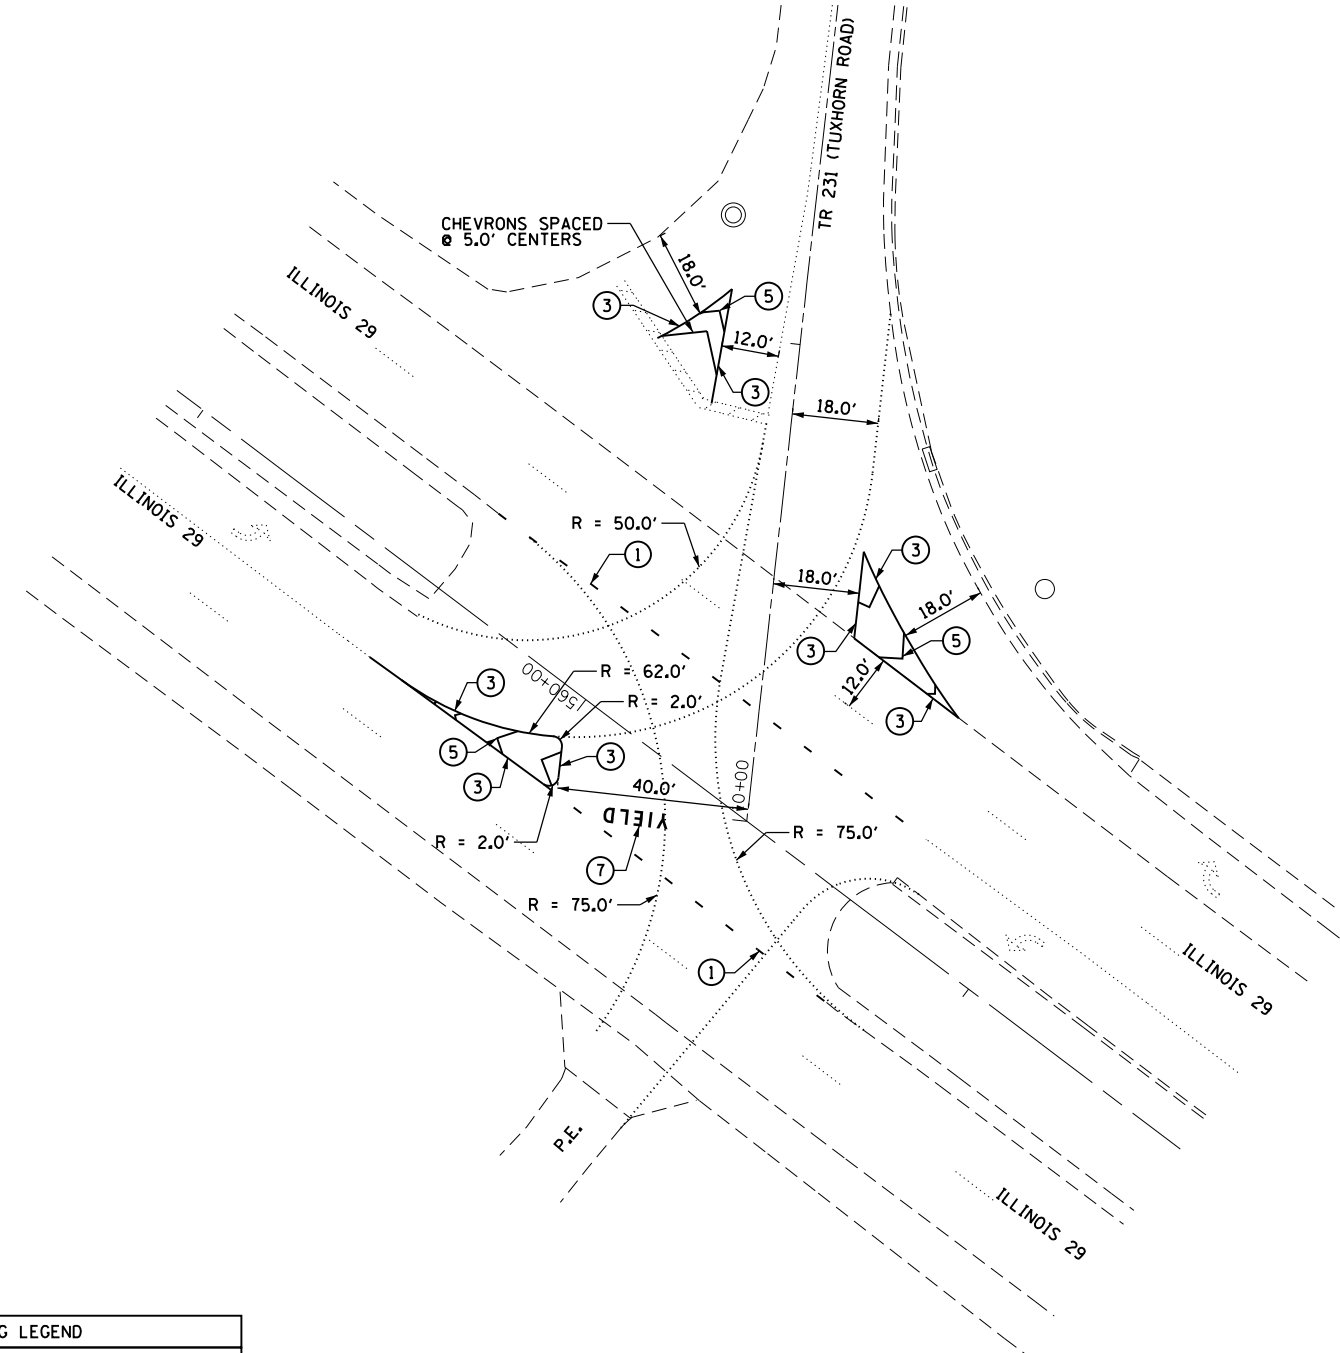 TR 231 (TUXHORN ROAD)
CHEVRONS SPACED
@ 5.0' CENTERS
18.0'
ILLINOIS 29
3
5
12.0'
3
18.0'
ILLINOIS 29
R = 50.0'
1
3
18.0'
18.0'
3
5
12.0'
3
1560+00
R = 62.0'
3
R = 2.0'
5
3
3
40.0'
0+00
YIELD
R = 2.0'
R = 75.0'
7
R = 75.0'
1
ILLINOIS 29
P.E.
ILLINOIS 29
G LEGEND